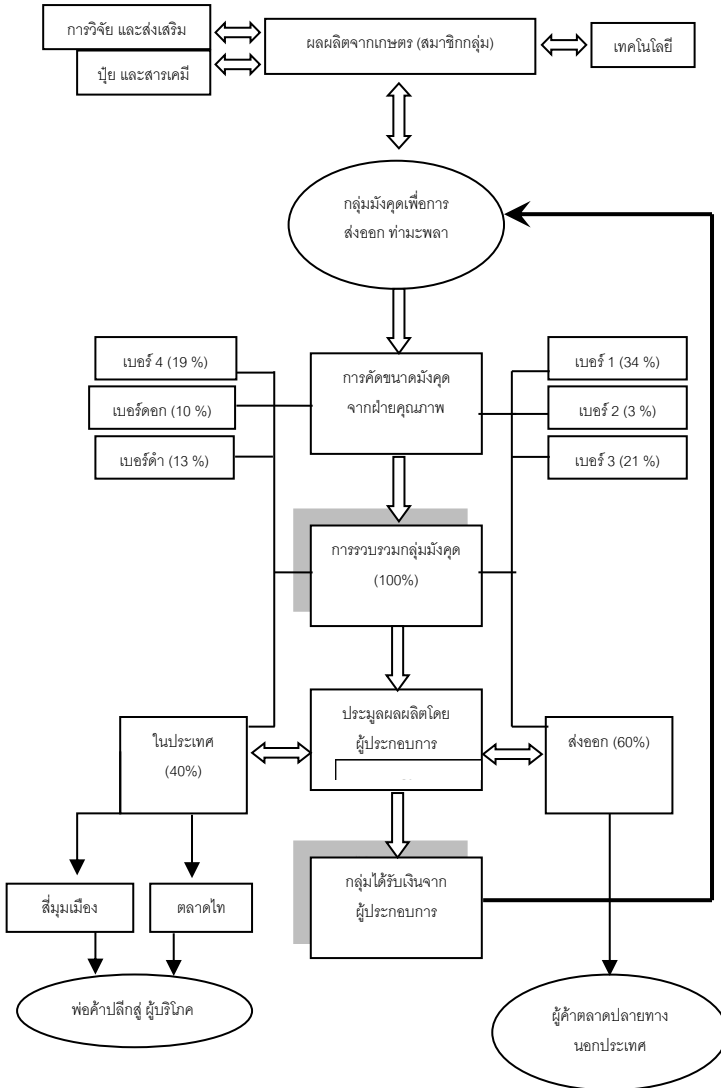 การวิจัย และส่งเสริม
ผลผลิตจากเกษตร (สมาชิกกลุ่ม)
เทคโนโลยี
ปุ๋ย และสารเคมี
กลุ่มมังคุดเพื่อการ
ส่งออก ท่ามะพลา
เบอร์ 4 (19 %)
เบอร์ดอก (10 %)
เบอร์ดำ (13 %)
การคัดขนาดมังคุด
จากฝ่ายคุณภาพ
เบอร์ 1 (34 %)
เบอร์ 2 (3 %)
เบอร์ 3 (21 %)
การรวบรวมกลุ่มมังคุด
(100%)
ในประเทศ
(40%)
ประมูลผลผลิตโดย
ผู้ประกอบการ
ส่งออก (60%)
สี่มุมเมือง
ตลาดไท
กลุ่มได้รับเงินจาก
ผู้ประกอบการ
พ่อค้าปลีกสู่ ผู้บริโภค
ผู้ค้าตลาดปลายทาง
นอกประเทศ